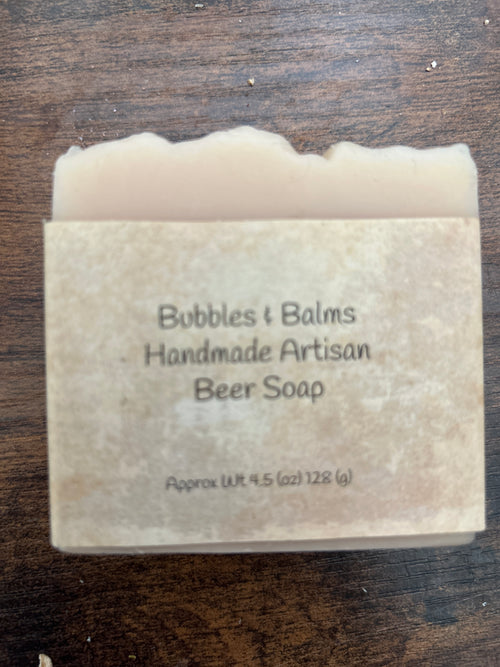 Bubbles & Balms
Handmade Artisan
Beer Soap
Approx Wt 4.5 (oz) 128 (g)